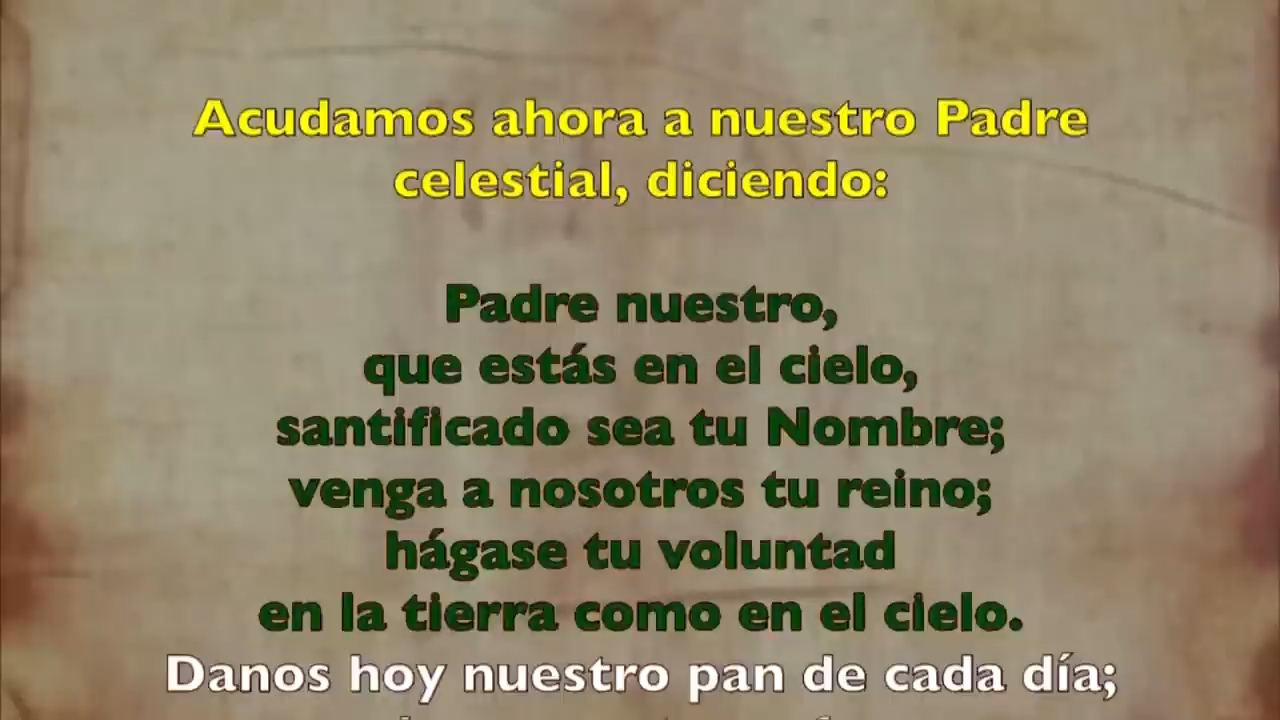 Acudamos ahora a nuestro Padre
celestial, diciendo:
Padre nuestro,
que estás en el cielo,
santificado sea tu Nombre;
venga a nosotros tu reino;
hágase tu voluntad
en la tierra como en el cielo.
Danos hoy nuestro pan de cada día;